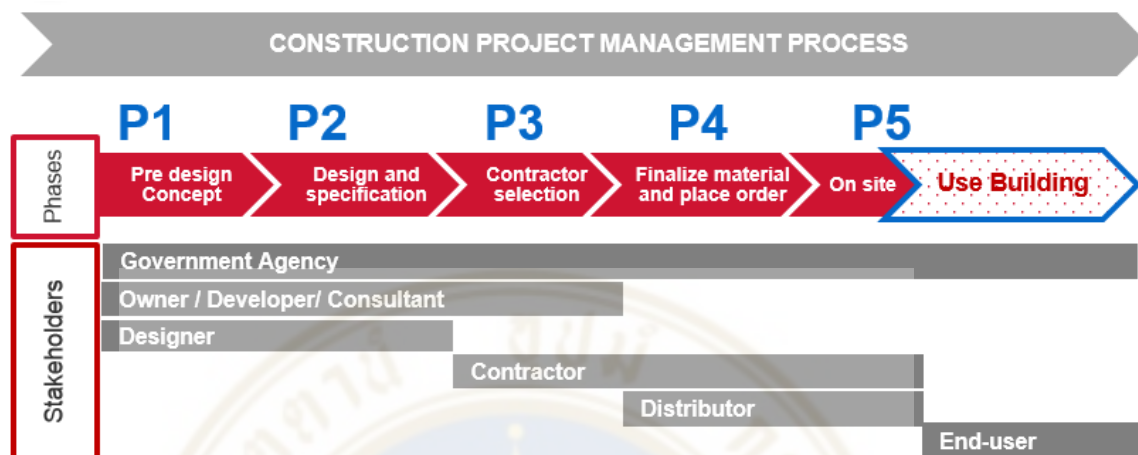 CONSTRUCTION PROJECT MANAGEMENT PROCESS
P1 P2 P3 P4 P5
Phases
Pre design
Concept
Design and
specification
Contractor
selection
Finalize material
and place order
On site
Use Building
Stakeholders
Government Agency
Owner / Developer/ Consultant
Designer
Contractor
Distributor
End-user